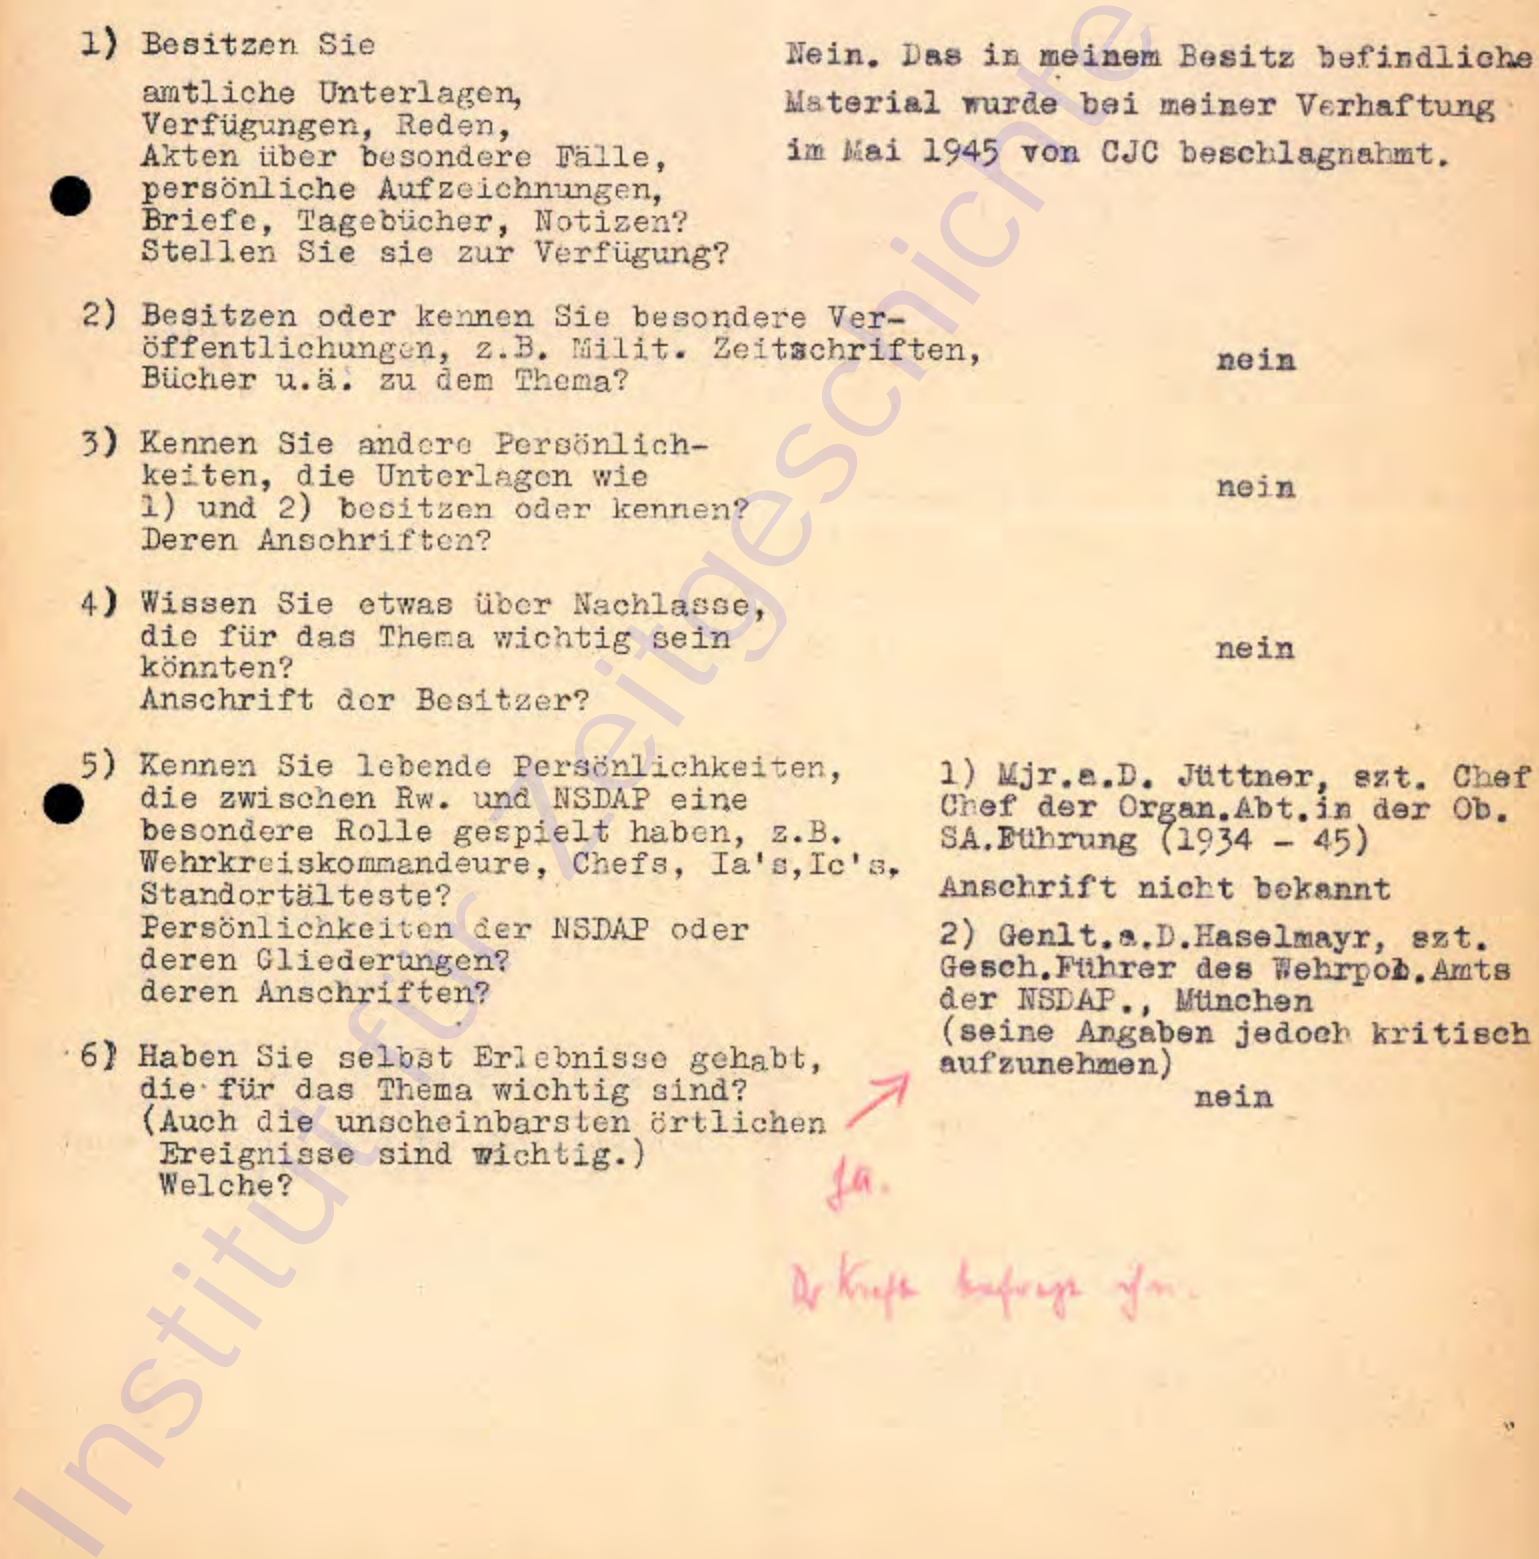 1) Besitzen Sie
amtliche Unterlagen,
Verfügungen, Reden,
Akten über besondere Fälle,
persönliche Aufzeichnungen,
Briefe, Tagebücher, Notizen?
Stellen Sie sie zur Verfügung?
Nein. Das in meinem Besitz befindliche
Material wurde bei meiner Verhaftung
im Mai 1945 von CJC beschlagnahmt.
2) Besitzen oder kennen Sie besondere Ver-
öffentlichungen, z.B. Milit. Zeitschriften,
Bücher u.ä. zu dem Thema?
nein
3) Kennen Sie andere Persönlich-
keiten, die Unterlagen wie
1) und 2) besitzen oder kennen?
Deren Anschriften?
nein
4) Wissen Sie etwas über Nachlasse,
die für das Thema wichtig sein
könnten?
Anschrift der Besitzer?
nein
5) Kennen Sie lebende Persönlichkeiten,
die zwischen Rw. und NSDAP eine
besondere Rolle gespielt haben, z.B.
Wehrkreiskommandeure, Chefs, Ia's,Ic's,
Standortälteste?
Persönlichkeiten der NSDAP oder
deren Gliederungen?
deren Anschriften?
1) Mjr.a.D. Jüttner, szt. Chef
Chef der Organ.Abt.in der Ob.
SA.Führung (1934 - 45)
Anschrift nicht bekannt
2) Genlt.a.D.Haselmayr, szt.
Gesch.Führer des Wehrpol.Amts
der NSDAP., München
(seine Angaben jedoch kritisch
aufzunehmen)
6) Haben Sie selbst Erlebnisse gehabt,
die für das Thema wichtig sind?
(Auch die unscheinbarsten örtlichen
Ereignisse sind wichtig.)
Welche?
nein
Ja.
Dr Kraft befragt ihn.
Institut für Zeitgeschichte